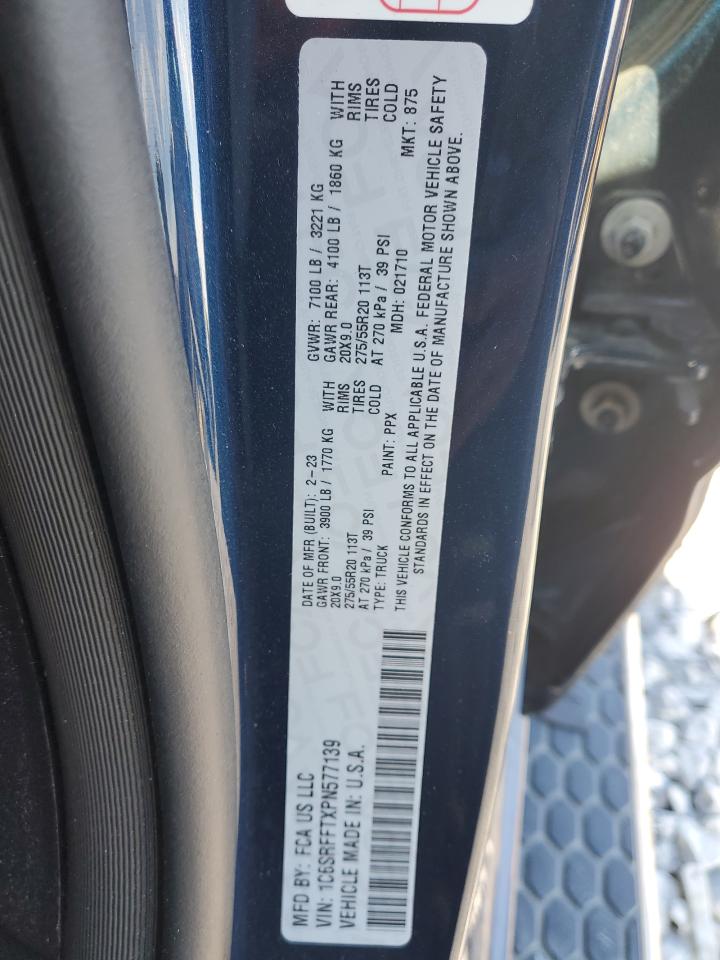 MFD BY: FCA US LLC
DATE OF MFR (BUILT): 2-23
GVWR: 7100 LB / 3221 KG
GAWR FRONT: 3900 LB / 1770 KG WITH
GAWR REAR: 4100 LB / 1860 KG WITH
20X9.0 RIMS
20X9.0 RIMS
275/55R20 113T TIRES
275/55R20 113T TIRES
AT 270 kPa / 39 PSI COLD
AT 270 kPa / 39 PSI COLD
VIN: 1C6SRFFTXPN577139
TYPE: TRUCK PAINT: PPX MDH: 021710 MKT: 875
VEHICLE MADE IN: U.S.A.
THIS VEHICLE CONFORMS TO ALL APPLICABLE U.S.A. FEDERAL MOTOR VEHICLE SAFETY
STANDARDS IN EFFECT ON THE DATE OF MANUFACTURE SHOWN ABOVE.